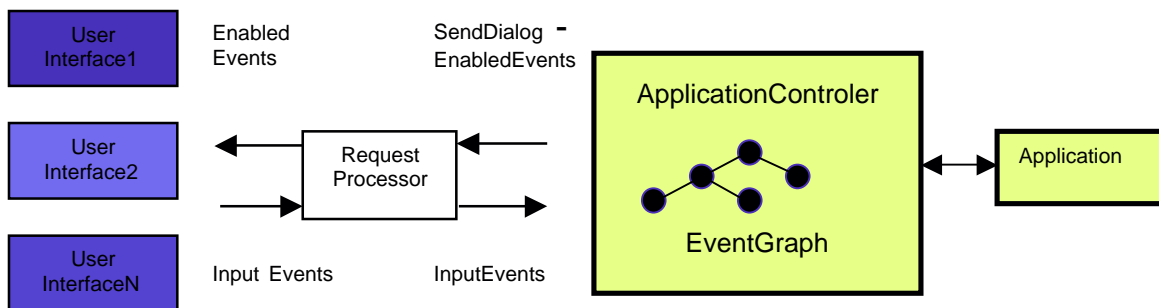 User
Interface1
Enabled
Events
SendDialog -
EnabledEvents
ApplicationControler
User
Interface2
Request
Processor
Application
EventGraph
User
InterfaceN
Input Events
InputEvents